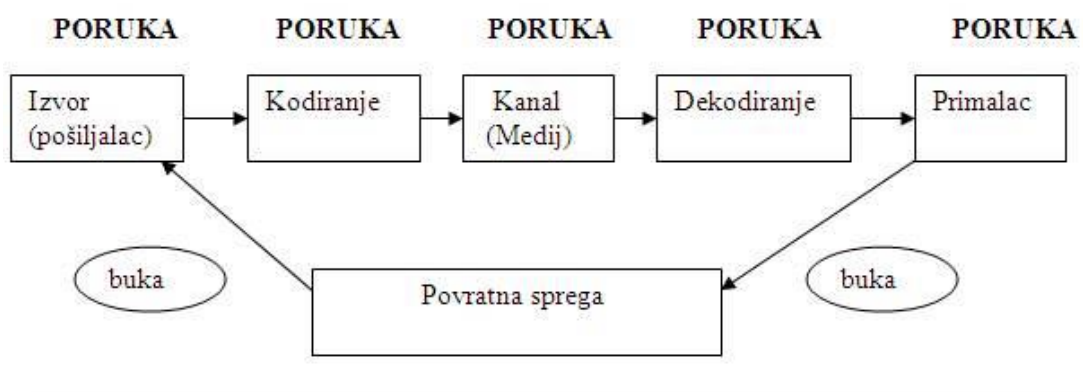 PORUKA PORUKA PORUKA PORUKA PORUKA
Izvor
(pošiljalac)
Kodiranje
Kanal
(Medij)
Dekodiranje
Primalac
buka
Povratna sprega
buka